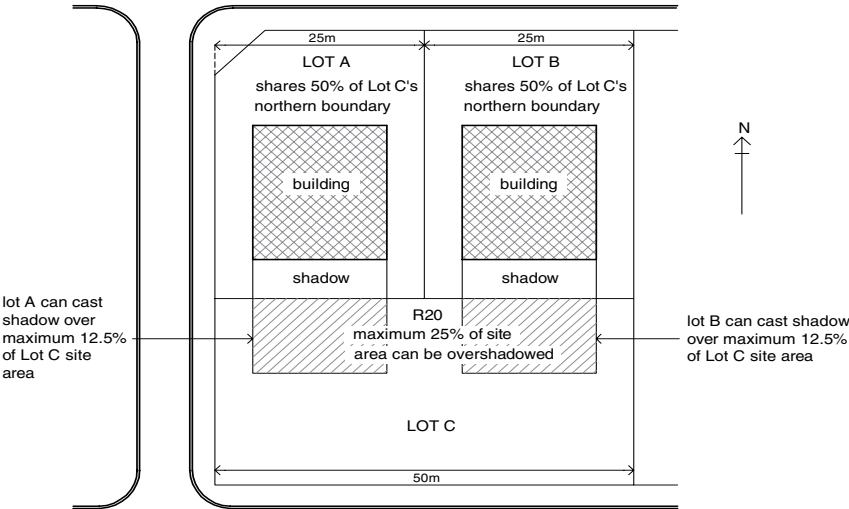 25m
25m
LOT A
LOT B
shares 50% of Lot C's
northern boundary
shares 50% of Lot C's
northern boundary
N
building
building
shadow
shadow
lot A can cast
shadow over
maximum 12.5%
of Lot C site
area
R20
maximum 25% of site
area can be overshadowed
lot B can cast shadow
over maximum 12.5%
of Lot C site area
LOT C
50m